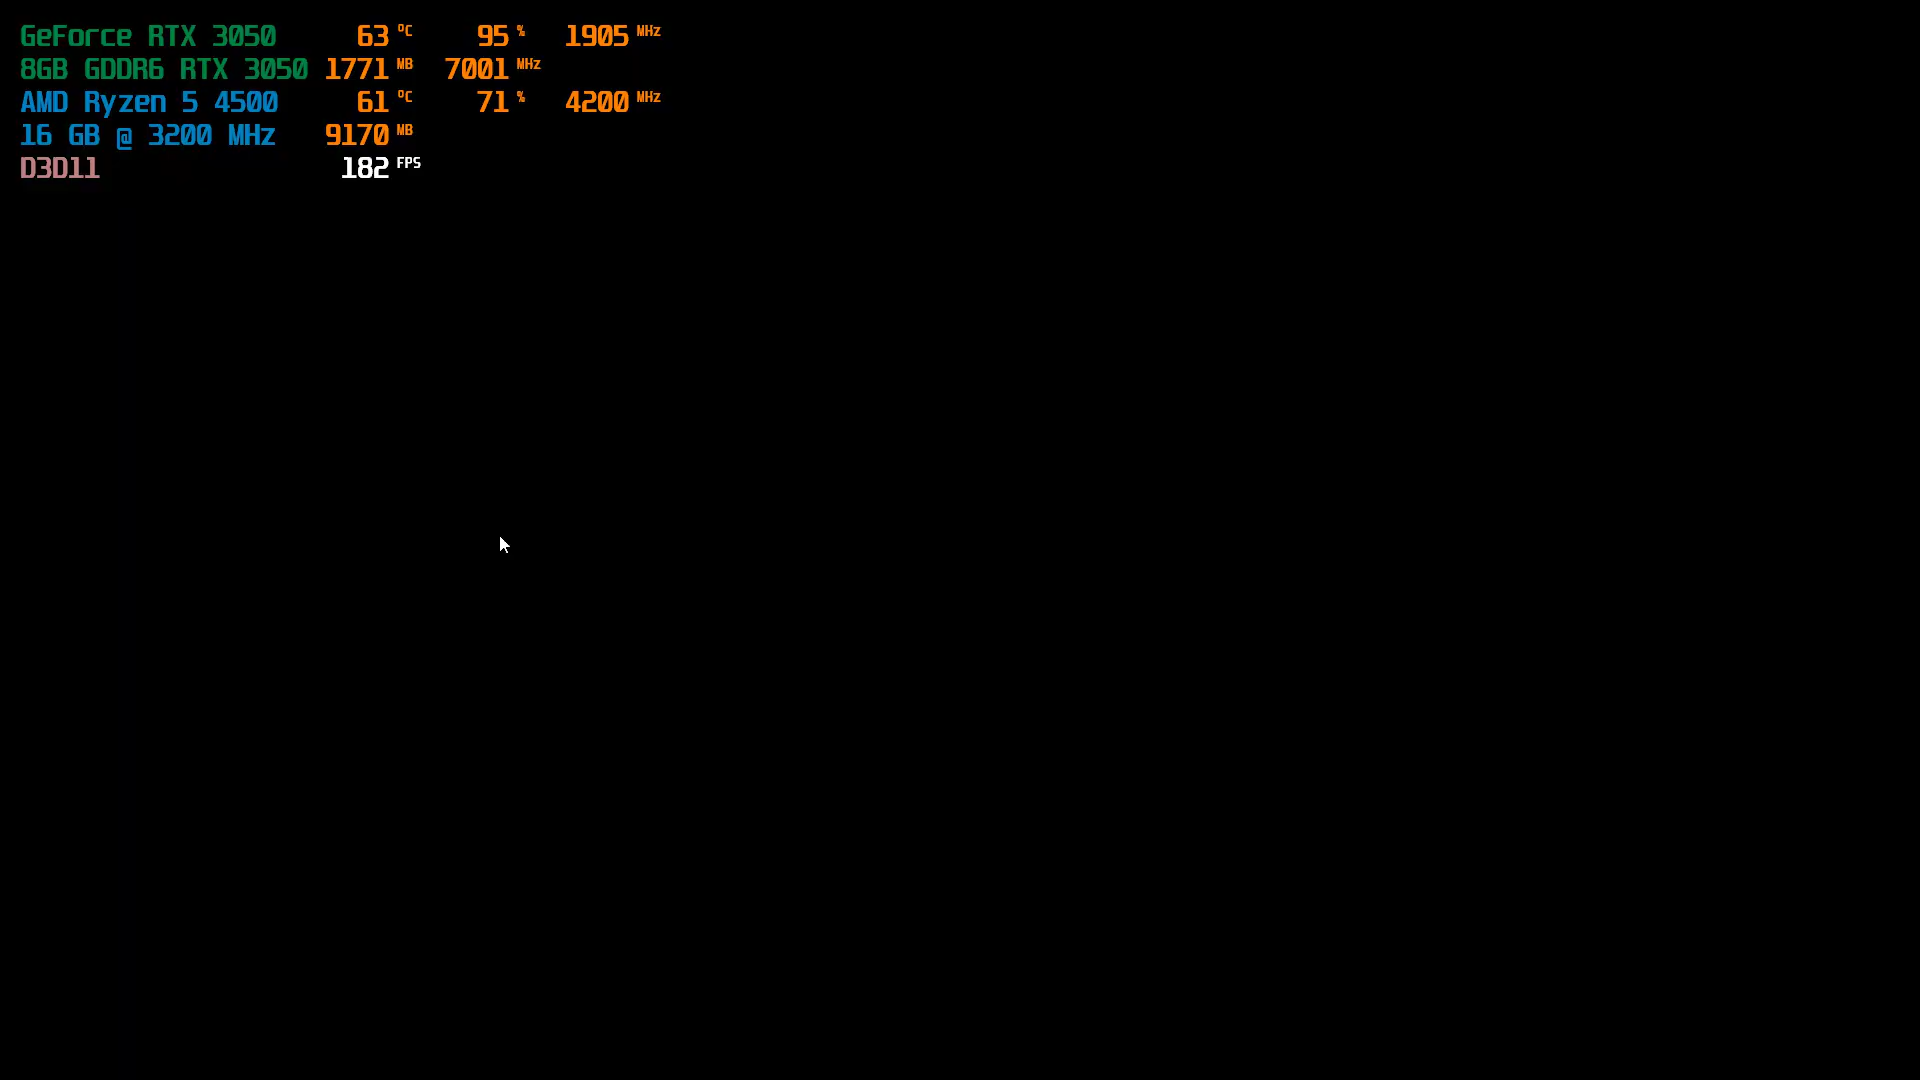 GeForce RTX 3050 63 °C 95 % 1905 MHz
8GB GDDR6 RTX 3050 1771 MB 7001 MHz
AMD Ryzen 5 4500 61 °C 71 % 4200 MHz
16 GB @ 3200 MHz 9170 MB
D3D11 182 FPS